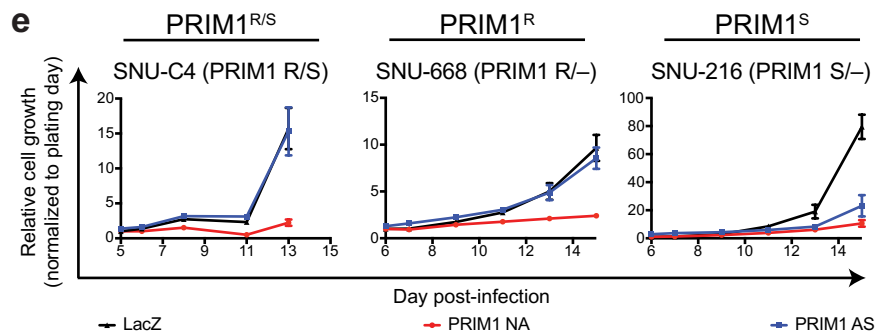 e
PRIM1R/S PRIM1R PRIM1S
SNU-C4 (PRIM1 R/S) SNU-668 (PRIM1 R/–) SNU-216 (PRIM1 S/–)
Relative cell growth
(normalized to plating day)
20 15 10 5 0
5 7 9 11 13 15
15 10 5 0
6 8 10 12 14
100 80 60 40 20 0
6 8 10 12 14
Day post-infection
LacZ PRIM1 NA PRIM1 AS